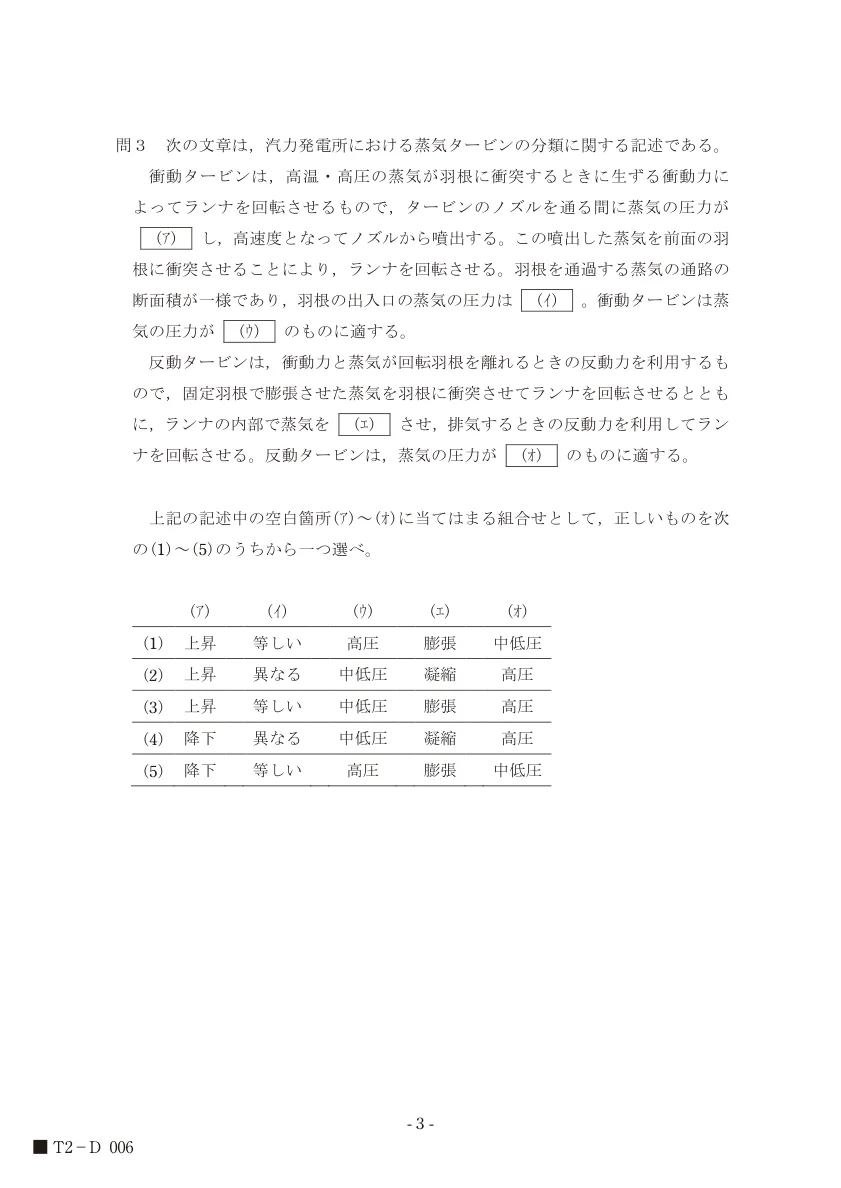 問３　次の文章は，汽力発電所における蒸気タービンの分類に関する記述である。
衝動タービンは，高温・高圧の蒸気が羽根に衝突するときに生ずる衝動力に
よってランナを回転させるもので，タービンのノズルを通る間に蒸気の圧力が
(ア) し，高速度となってノズルから噴出する。この噴出した蒸気を前面の羽
根に衝突させることにより，ランナを回転させる。羽根を通過する蒸気の通路の
断面積が一様であり，羽根の出入口の蒸気の圧力は (イ) 。衝動タービンは蒸
気の圧力が (ウ) のものに適する。
反動タービンは，衝動力と蒸気が回転羽根を離れるときの反動力を利用するも
ので，固定羽根で膨張させた蒸気を羽根に衝突させてランナを回転させるととも
に，ランナの内部で蒸気を (エ) させ，排気するときの反動力を利用してラン
ナを回転させる。反動タービンは，蒸気の圧力が (オ) のものに適する。
上記の記述中の空白箇所(ア)～(オ)に当てはまる組合せとして，正しいものを次
の(1)～(5)のうちから一つ選べ。
(ア) (イ) (ウ) (エ) (オ)
(1) 上昇 等しい 高圧 膨張 中低圧
(2) 上昇 異なる 中低圧 凝縮 高圧
(3) 上昇 等しい 中低圧 膨張 高圧
(4) 降下 異なる 中低圧 凝縮 高圧
(5) 降下 等しい 高圧 膨張 中低圧
- 3 -
■ T2－D 006